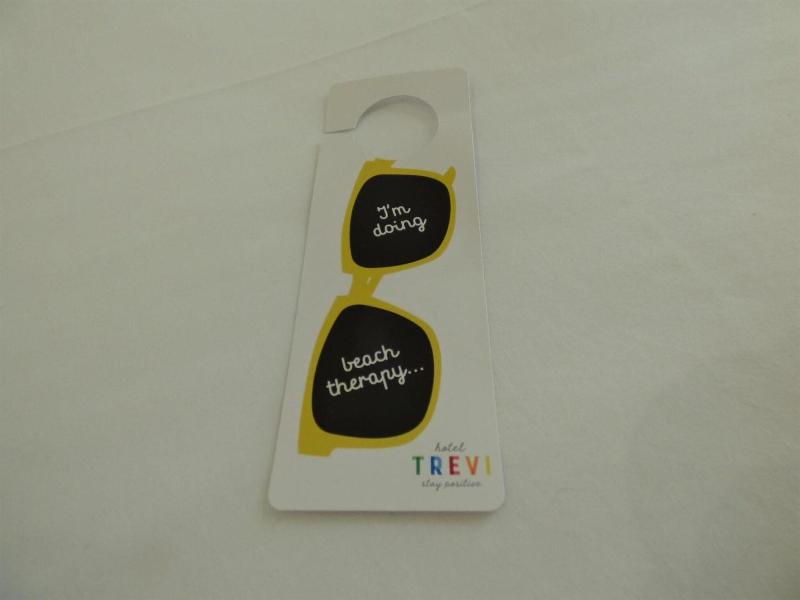 I'm
doing
beach
therapy...
hotel
TREVI
stay positive